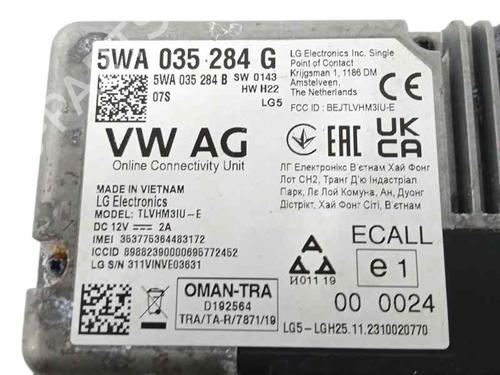 5WA 035 284 G
5WA 035 284 B SW 0143
HW H22
07S
LG5
LG Electronics Inc, Single
Point of Contact
Krijgsman 1, 1186 DM
Amstelveen,
The Netherlands
FCC ID : BEJTLVHM3IU-E
CE
VW AG
Online Connectivity Unit
EAC
UK
CA
MADE IN VIETNAM
LG Electronics
MODEL: TLVHM3IU-E
DC 12V 2A
IMEI 353775364483172
ICCID 89882390000695772452
LG S/N 311VINVE03631
ЛГ Електронікс В'єтнам Хай Фонг
Лот СН2, Транг Д'ю Індастріал
Парк, Ле Лой Комуна, Ан, Дуонг
Дістрікт, Хай Фонг Сіті, В'єтнам
OMAN-TRA
D192564
TRA/TA-R/7871/19
И011 19
ECALL
e 1
00 0024
LG5-LGH25.11.2310020770